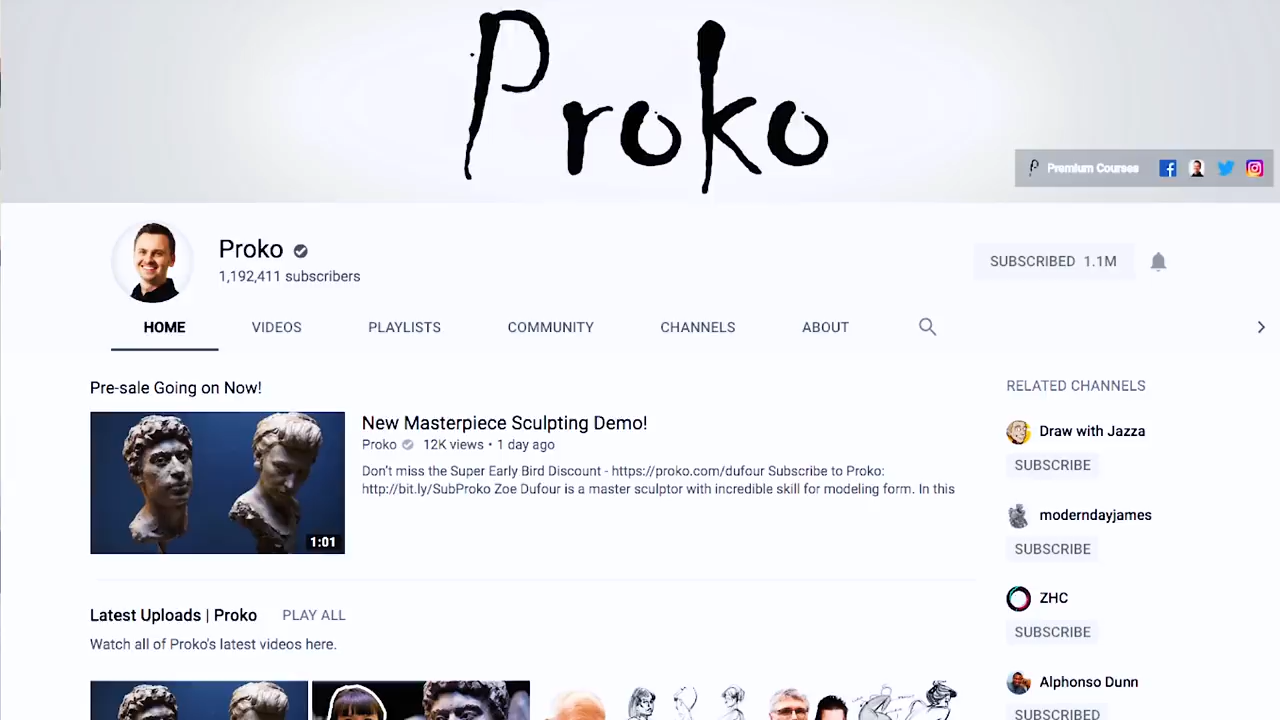 Proko
Premium Courses
Proko
1,192,411 subscribers
SUBSCRIBED 1.1M
HOME VIDEOS PLAYLISTS COMMUNITY CHANNELS ABOUT
Pre-sale Going on Now!
1:01
New Masterpiece Sculpting Demo!
Proko 12K views • 1 day ago
Don't miss the Super Early Bird Discount - https://proko.com/dufour Subscribe to Proko:
http://bit.ly/SubProko Zoe Dufour is a master sculptor with incredible skill for modeling form. In this
Latest Uploads | Proko PLAY ALL
Watch all of Proko's latest videos here.
RELATED CHANNELS
Draw with Jazza
SUBSCRIBE
moderndayjames
SUBSCRIBE
ZHC
SUBSCRIBE
Alphonso Dunn
SUBSCRIBED